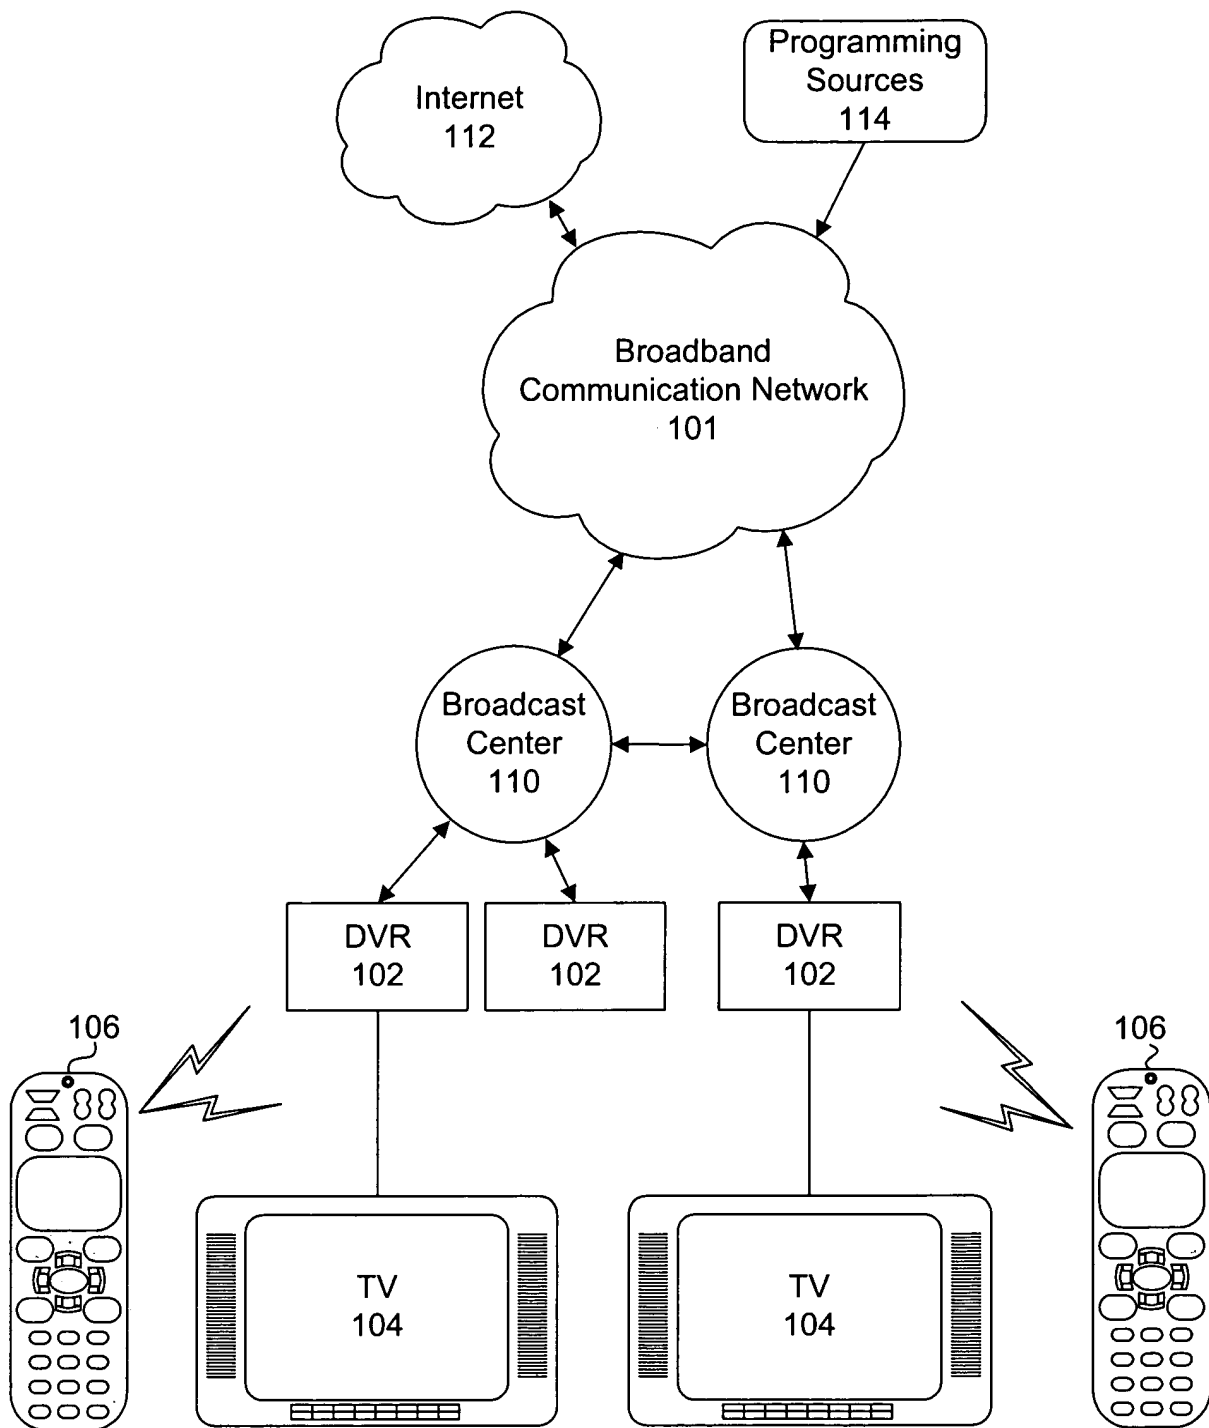 Internet
112
Programming
Sources
114
Broadband
Communication Network
101
Broadcast
Center
110
Broadcast
Center
110
DVR
102
DVR
102
DVR
102
106
106
TV
104
TV
104